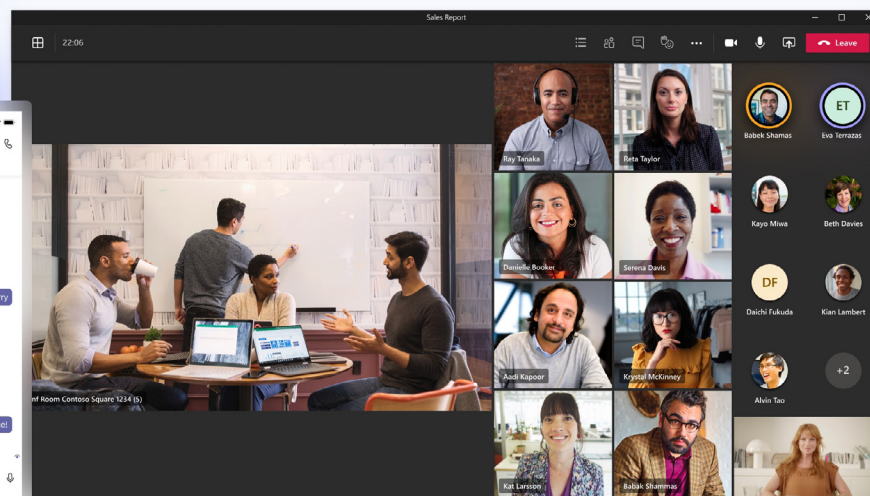 Sales Report
22:06
Leave
Ray Tanaka
Reta Taylor
Babek Shamas
Eva Terrazas
ET
Danielle Booker
Serena Davis
Kayo Miwa
Beth Davies
DF
Daichi Fukuda
Kian Lambert
Aadi Kapoor
Krystal McKinney
+2
Alvin Tao
nf Room Contoso Square 1234 (5)
Kat Larsson
Babak Shammas
rry
e!